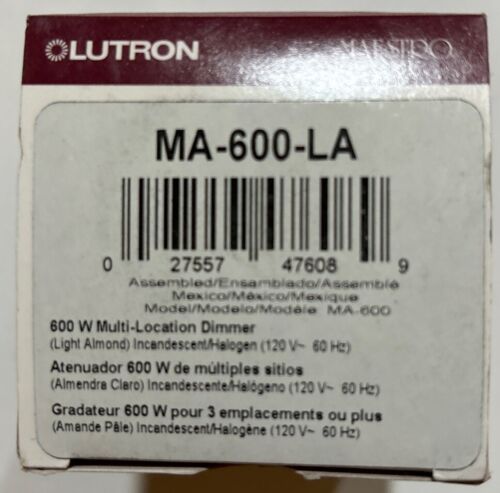 LUTRON
MAESTRO
MA-600-LA
0 27557 47608 9
Assembled/Ensamblado/Assemblé
Mexico/México/Mexique
Model/Modelo/Modèle MA-600
600 W Multi-Location Dimmer
(Light Almond) Incandescent/Halogen (120 V~ 60 Hz)
Atenuador 600 W de múltiples sitios
(Almendra Claro) Incandescente/Halógeno (120 V~ 60 Hz)
Gradateur 600 W pour 3 emplacements ou plus
(Amande Pâle) Incandescent/Halogène (120 V~ 60 Hz)